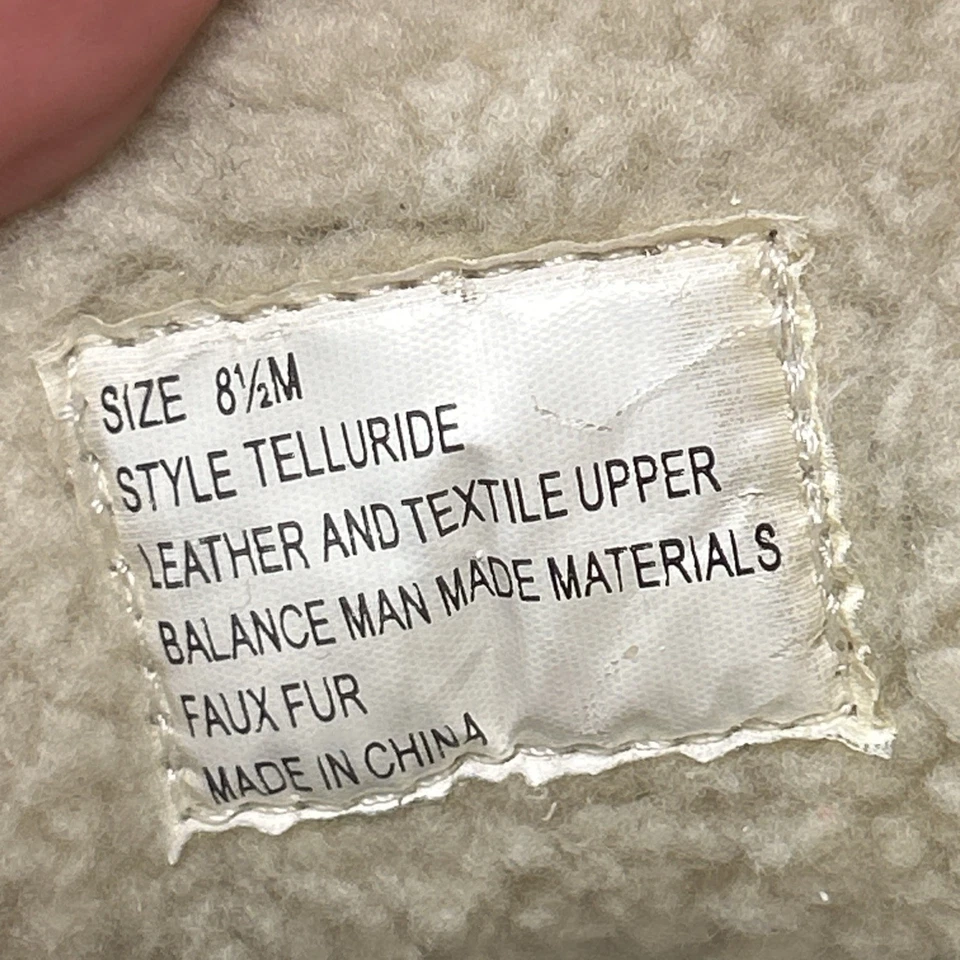 SIZE 8½M
STYLE TELLURIDE
LEATHER AND TEXTILE UPPER
BALANCE MAN MADE MATERIALS
FAUX FUR
MADE IN CHINA